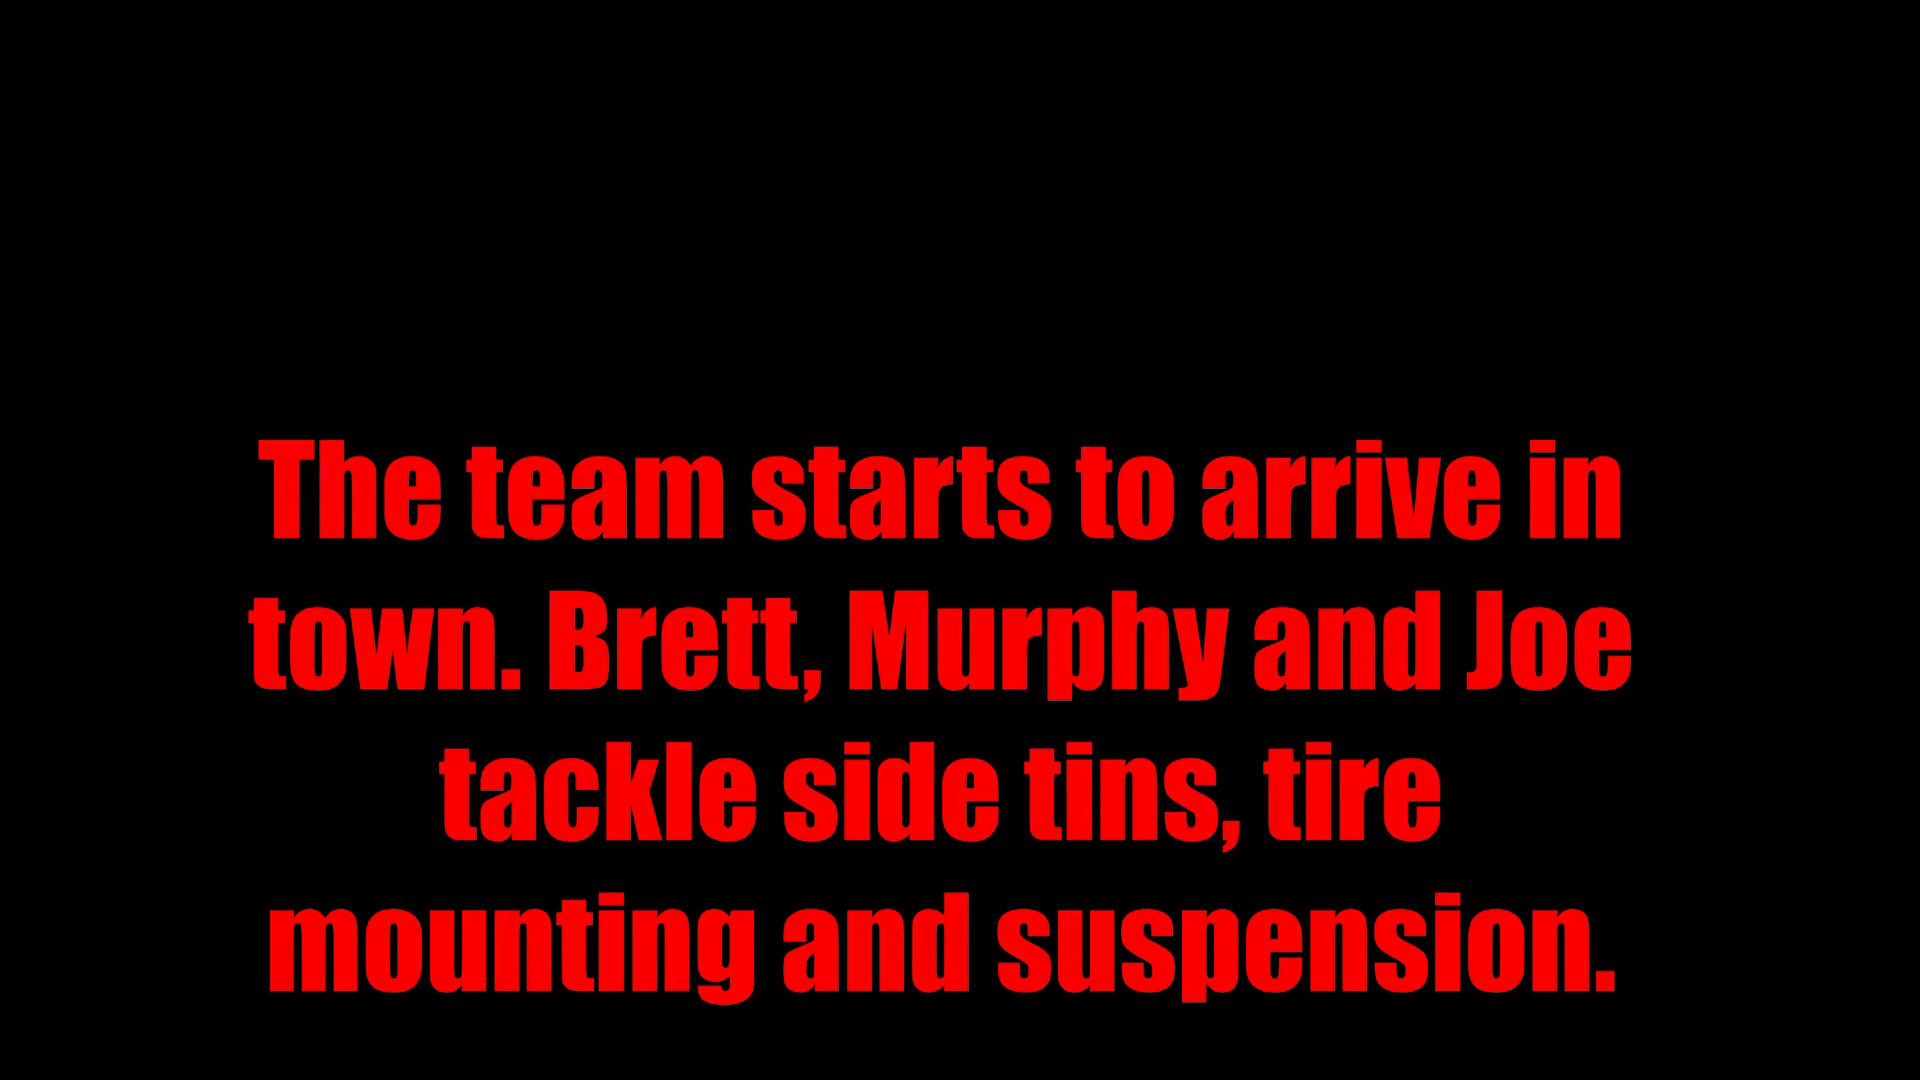 The team starts to arrive in
town. Brett, Murphy and Joe
tackle side tins, tire
mounting and suspension.